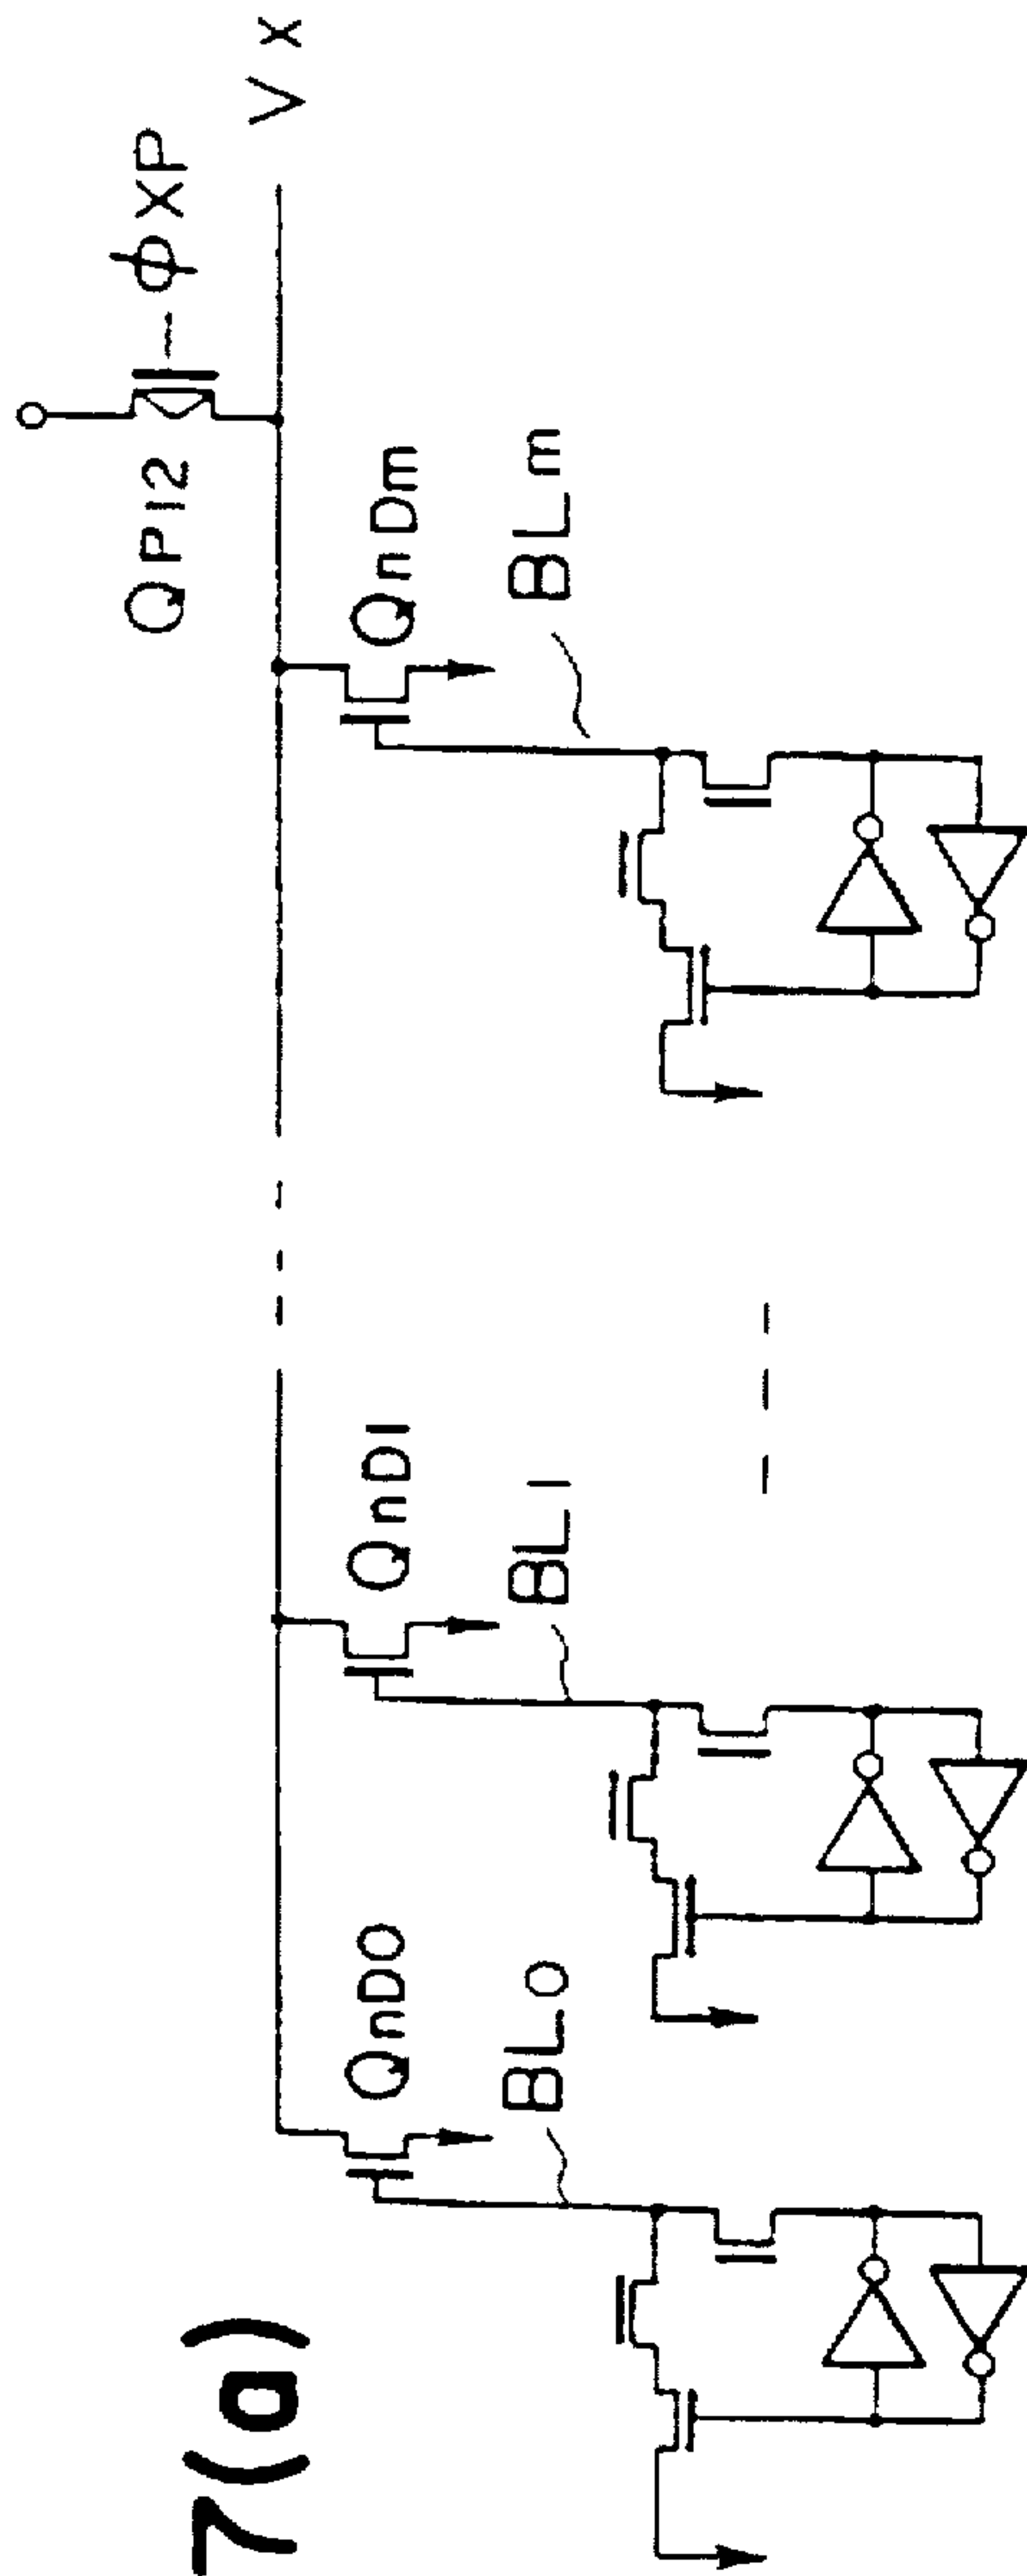 7(a)
QP12
ϕXP
Vx
QnD0
QnD1
QnDm
BL0
BL1
BLm